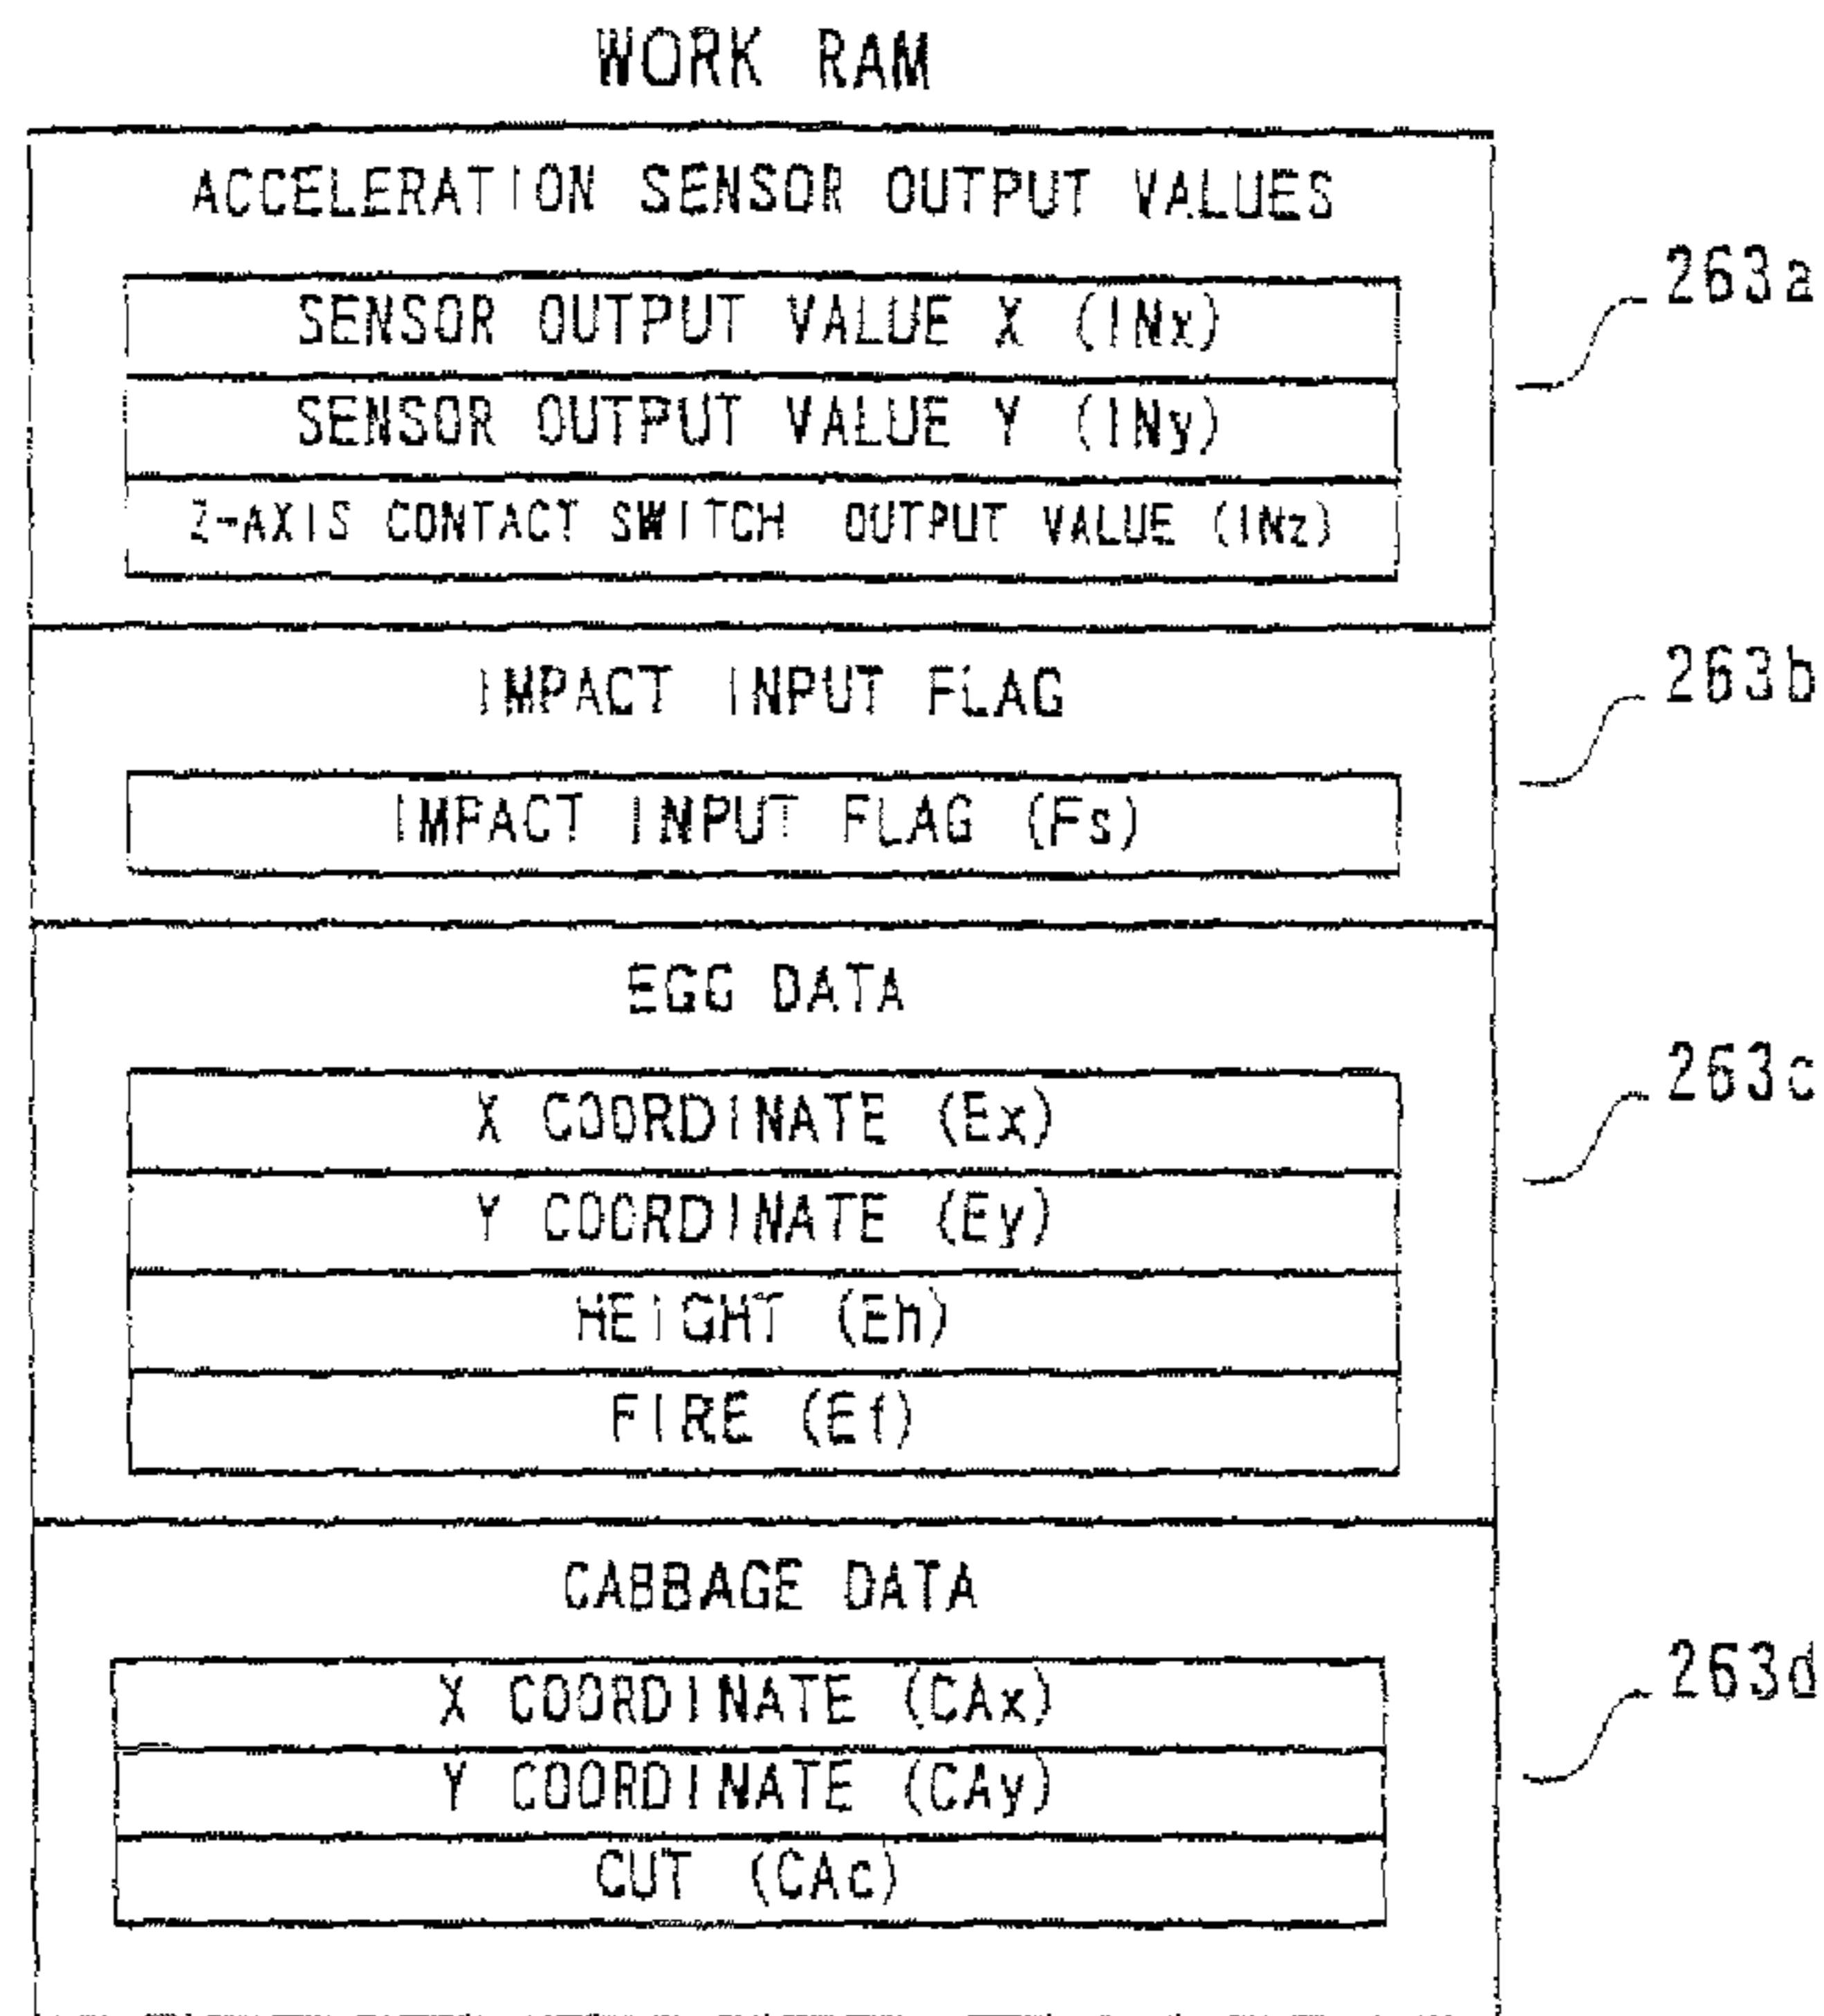 WORK RAM
ACCELERATION SENSOR OUTPUT VALUES
263a
SENSOR OUTPUT VALUE X (INx)
SENSOR OUTPUT VALUE Y (INy)
Z-AXIS CONTACT SWITCH OUTPUT VALUE (INz)
IMPACT INPUT FLAG
263b
IMPACT INPUT FLAG (Fs)
EGG DATA
263c
X COORDINATE (Ex)
Y COORDINATE (Ey)
HEIGHT (Eh)
FIRE (Ef)
CABBAGE DATA
263d
X COORDINATE (CAx)
Y COORDINATE (CAy)
CUT (CAc)